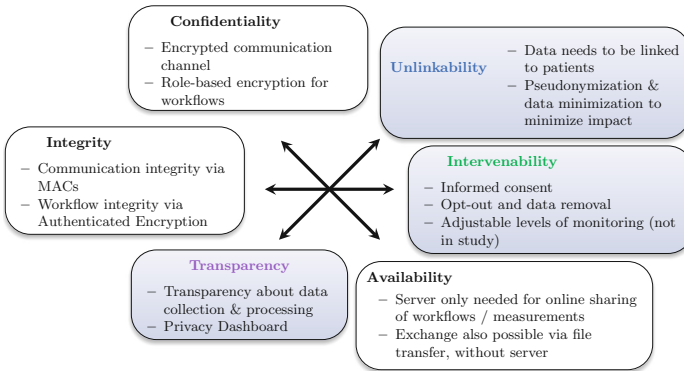 Confidentiality
– Encrypted communication
channel
– Role-based encryption for
workflows
Unlinkability
– Data needs to be linked
to patients
– Pseudonymization &
data minimization to
minimize impact
Integrity
– Communication integrity via
MACs
– Workflow integrity via
Authenticated Encryption
Intervenability
– Informed consent
– Opt-out and data removal
– Adjustable levels of monitoring (not
in study)
Transparency
– Transparency about data
collection & processing
– Privacy Dashboard
Availability
– Server only needed for online sharing
of workflows / measurements
– Exchange also possible via file
transfer, without server